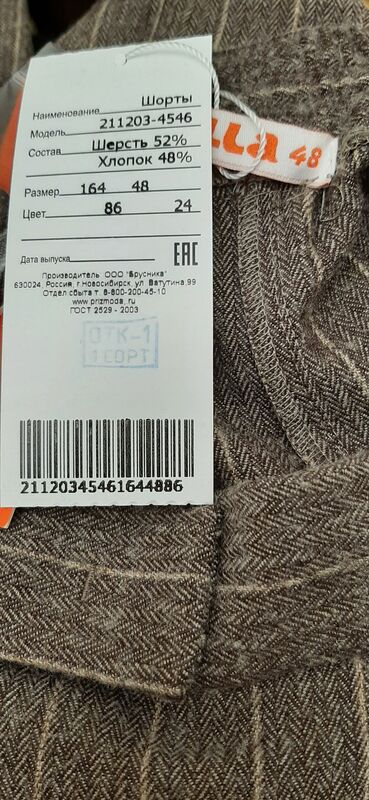 Наименование Шорты
Модель 211203-4546
Состав Шерсть 52%
Хлопок 48%
Размер 164 48
Цвет 86 24
Дата выпуска EAC
Производитель ООО "Брусника"
630024, Россия, г.Новосибирск, ул. Ватутина,99
Отдел сбыта т. 8-800-200-45-10
www.prizmoda.ru
ГОСТ 2529 - 2003
ОТК-1
1 СОРТ
21120345461644886
lla 48